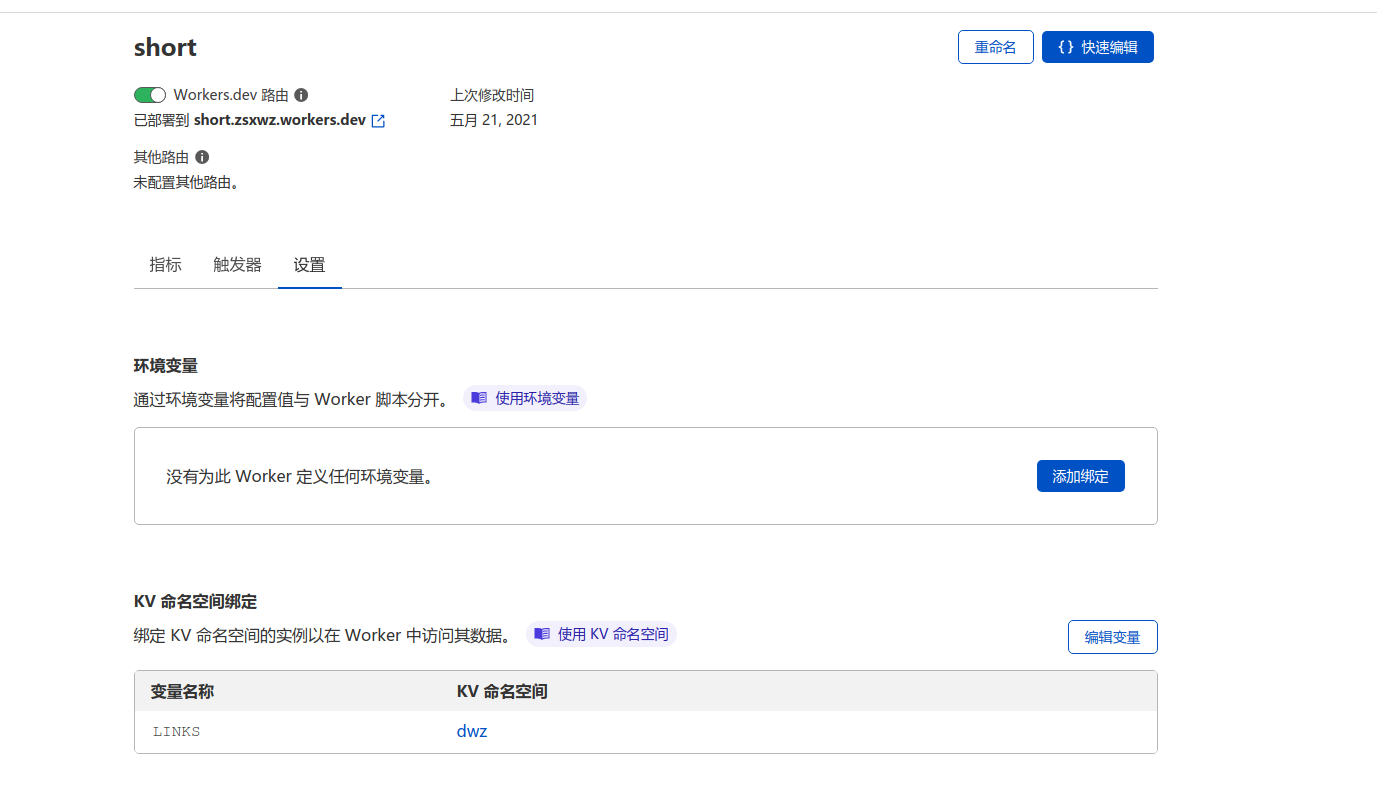 short
重命名
{} 快速编辑
Workers.dev 路由
上次修改时间
已部署到 short.zsxwz.workers.dev
五月 21, 2021
其他路由
未配置其他路由。
指标 触发器 设置
环境变量
通过环境变量将配置值与 Worker 脚本分开。 使用环境变量
没有为此 Worker 定义任何环境变量。
添加绑定
KV 命名空间绑定
绑定 KV 命名空间的实例以在 Worker 中访问其数据。 使用 KV 命名空间
编辑变量
变量名称 KV 命名空间
LINKS dwz